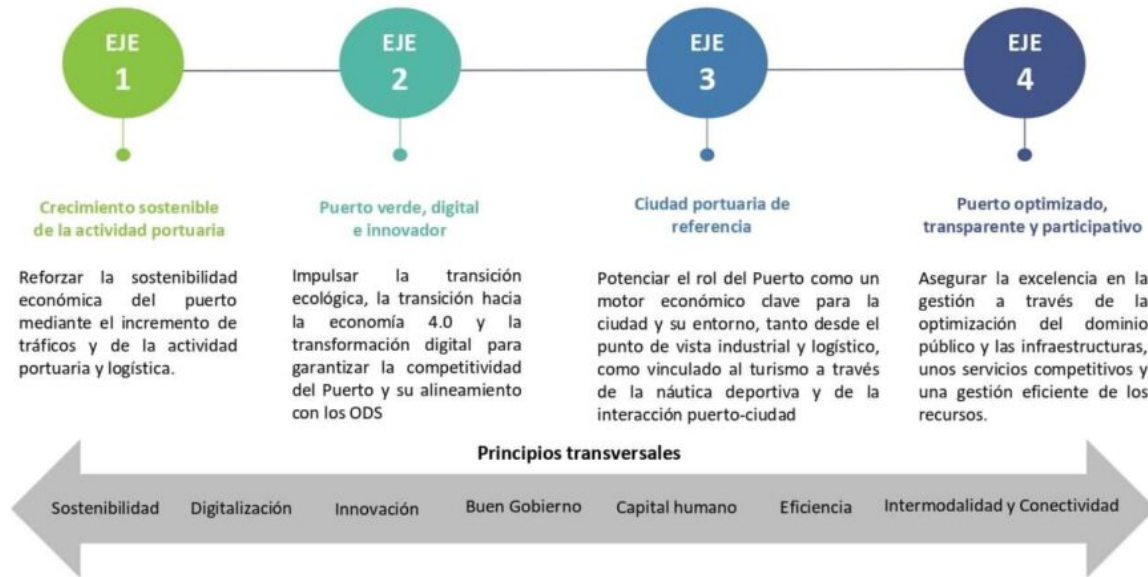 EJE
1
EJE
2
EJE
3
EJE
4
Crecimiento sostenible
de la actividad portuaria
Reforzar la sostenibilidad
económica del puerto
mediante el incremento de
tráficos y de la actividad
portuaria y logística.
Puerto verde, digital
e innovador
Impulsar la transición
ecológica, la transición hacia
la economía 4.0 y la
transformación digital para
garantizar la competitividad
del Puerto y su alineamiento
con los ODS
Ciudad portuaria de
referencia
Potenciar el rol del Puerto como un
motor económico clave para la
ciudad y su entorno, tanto desde el
punto de vista industrial y logístico,
como vinculado al turismo a través
de la náutica deportiva y de la
interacción puerto-ciudad
Puerto optimizado,
transparente y participativo
Asegurar la excelencia en la
gestión a través de la
optimización del dominio
público y las infraestructuras,
unos servicios competitivos y
una gestión eficiente de los
recursos.
Principios transversales
Sostenibilidad Digitalización Innovación Buen Gobierno Capital humano Eficiencia Intermodalidad y Conectividad